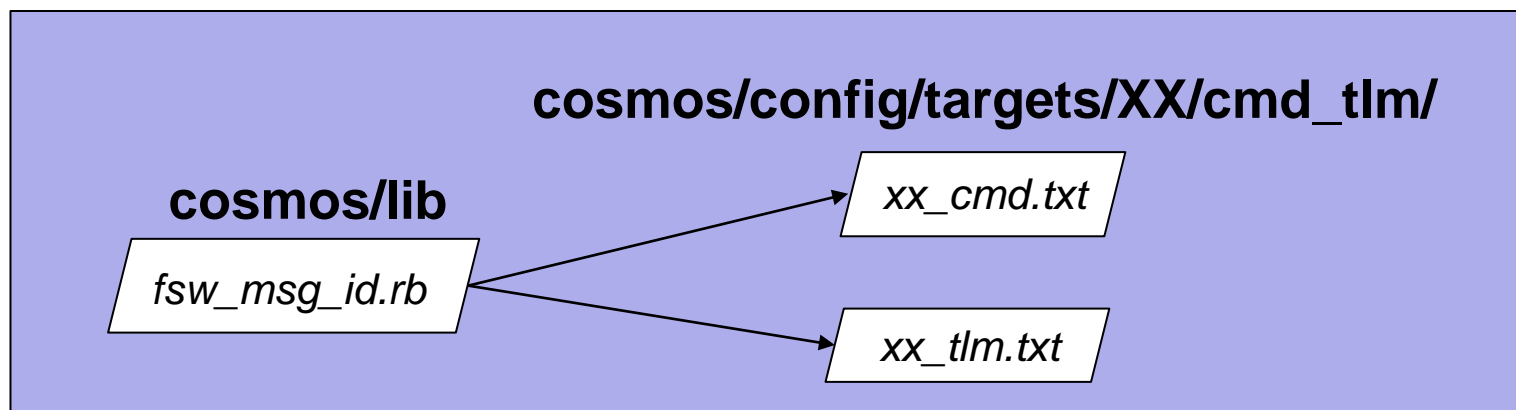 cosmos/config/targets/XX/cmd_tlm/
xx_cmd.txt
cosmos/lib
fsw_msg_id.rb
xx_tlm.txt